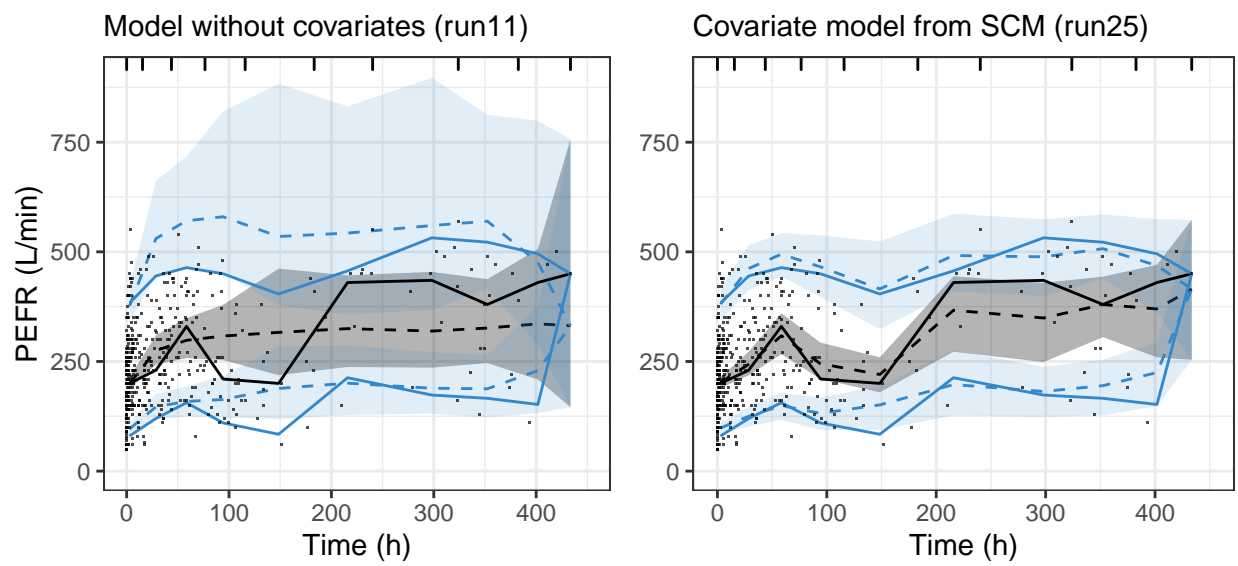 Model without covariates (run11)
Covariate model from SCM (run25)
PEFR (L/min)
750
500
250
0
0 100 200 300 400
Time (h)
750
500
250
0
0 100 200 300 400
Time (h)